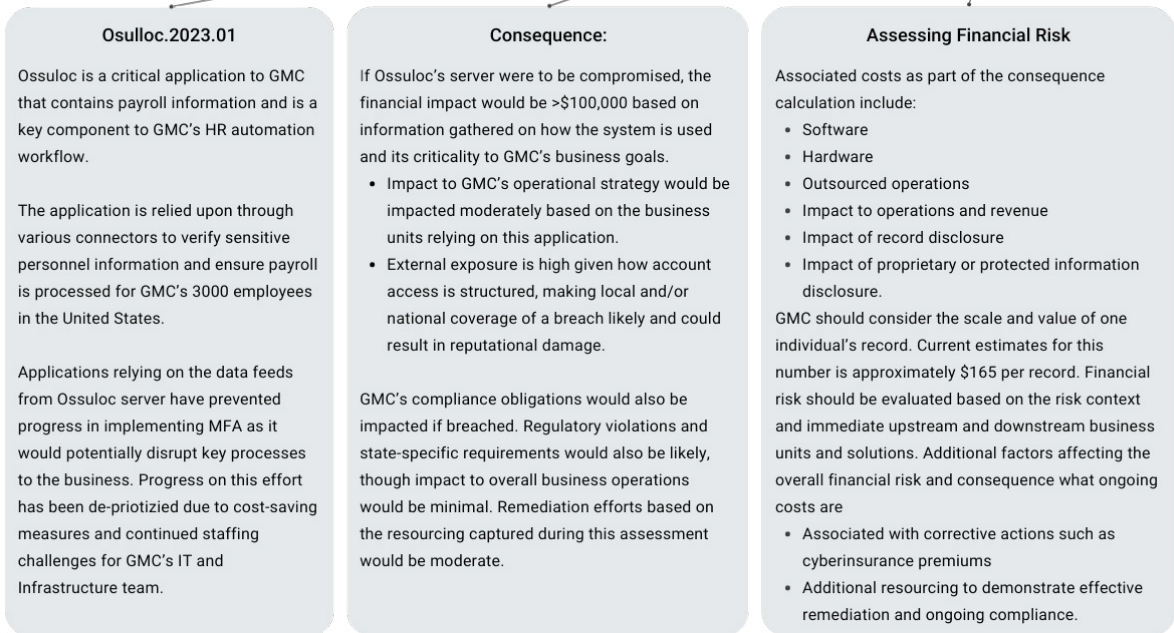 Osulloc.2023.01
Ossuloc is a critical application to GMC
that contains payroll information and is a
key component to GMC's HR automation
workflow.
The application is relied upon through
various connectors to verify sensitive
personnel information and ensure payroll
is processed for GMC's 3000 employees
in the United States.
Applications relying on the data feeds
from Ossuloc server have prevented
progress in implementing MFA as it
would potentially disrupt key processes
to the business. Progress on this effort
has been de-priotizied due to cost-saving
measures and continued staffing
challenges for GMC's IT and
Infrastructure team.
Consequence:
If Ossuloc's server were to be compromised, the
financial impact would be >$100,000 based on
information gathered on how the system is used
and its criticality to GMC's business goals.
• Impact to GMC's operational strategy would be
impacted moderately based on the business
units relying on this application.
• External exposure is high given how account
access is structured, making local and/or
national coverage of a breach likely and could
result in reputational damage.
GMC's compliance obligations would also be
impacted if breached. Regulatory violations and
state-specific requirements would also be likely,
though impact to overall business operations
would be minimal. Remediation efforts based on
the resourcing captured during this assessment
would be moderate.
Assessing Financial Risk
Associated costs as part of the consequence
calculation include:
• Software
• Hardware
• Outsourced operations
• Impact to operations and revenue
• Impact of record disclosure
• Impact of proprietary or protected information
disclosure.
GMC should consider the scale and value of one
individual's record. Current estimates for this
number is approximately $165 per record. Financial
risk should be evaluated based on the risk context
and immediate upstream and downstream business
units and solutions. Additional factors affecting the
overall financial risk and consequence what ongoing
costs are
• Associated with corrective actions such as
cyberinsurance premiums
• Additional resourcing to demonstrate effective
remediation and ongoing compliance.